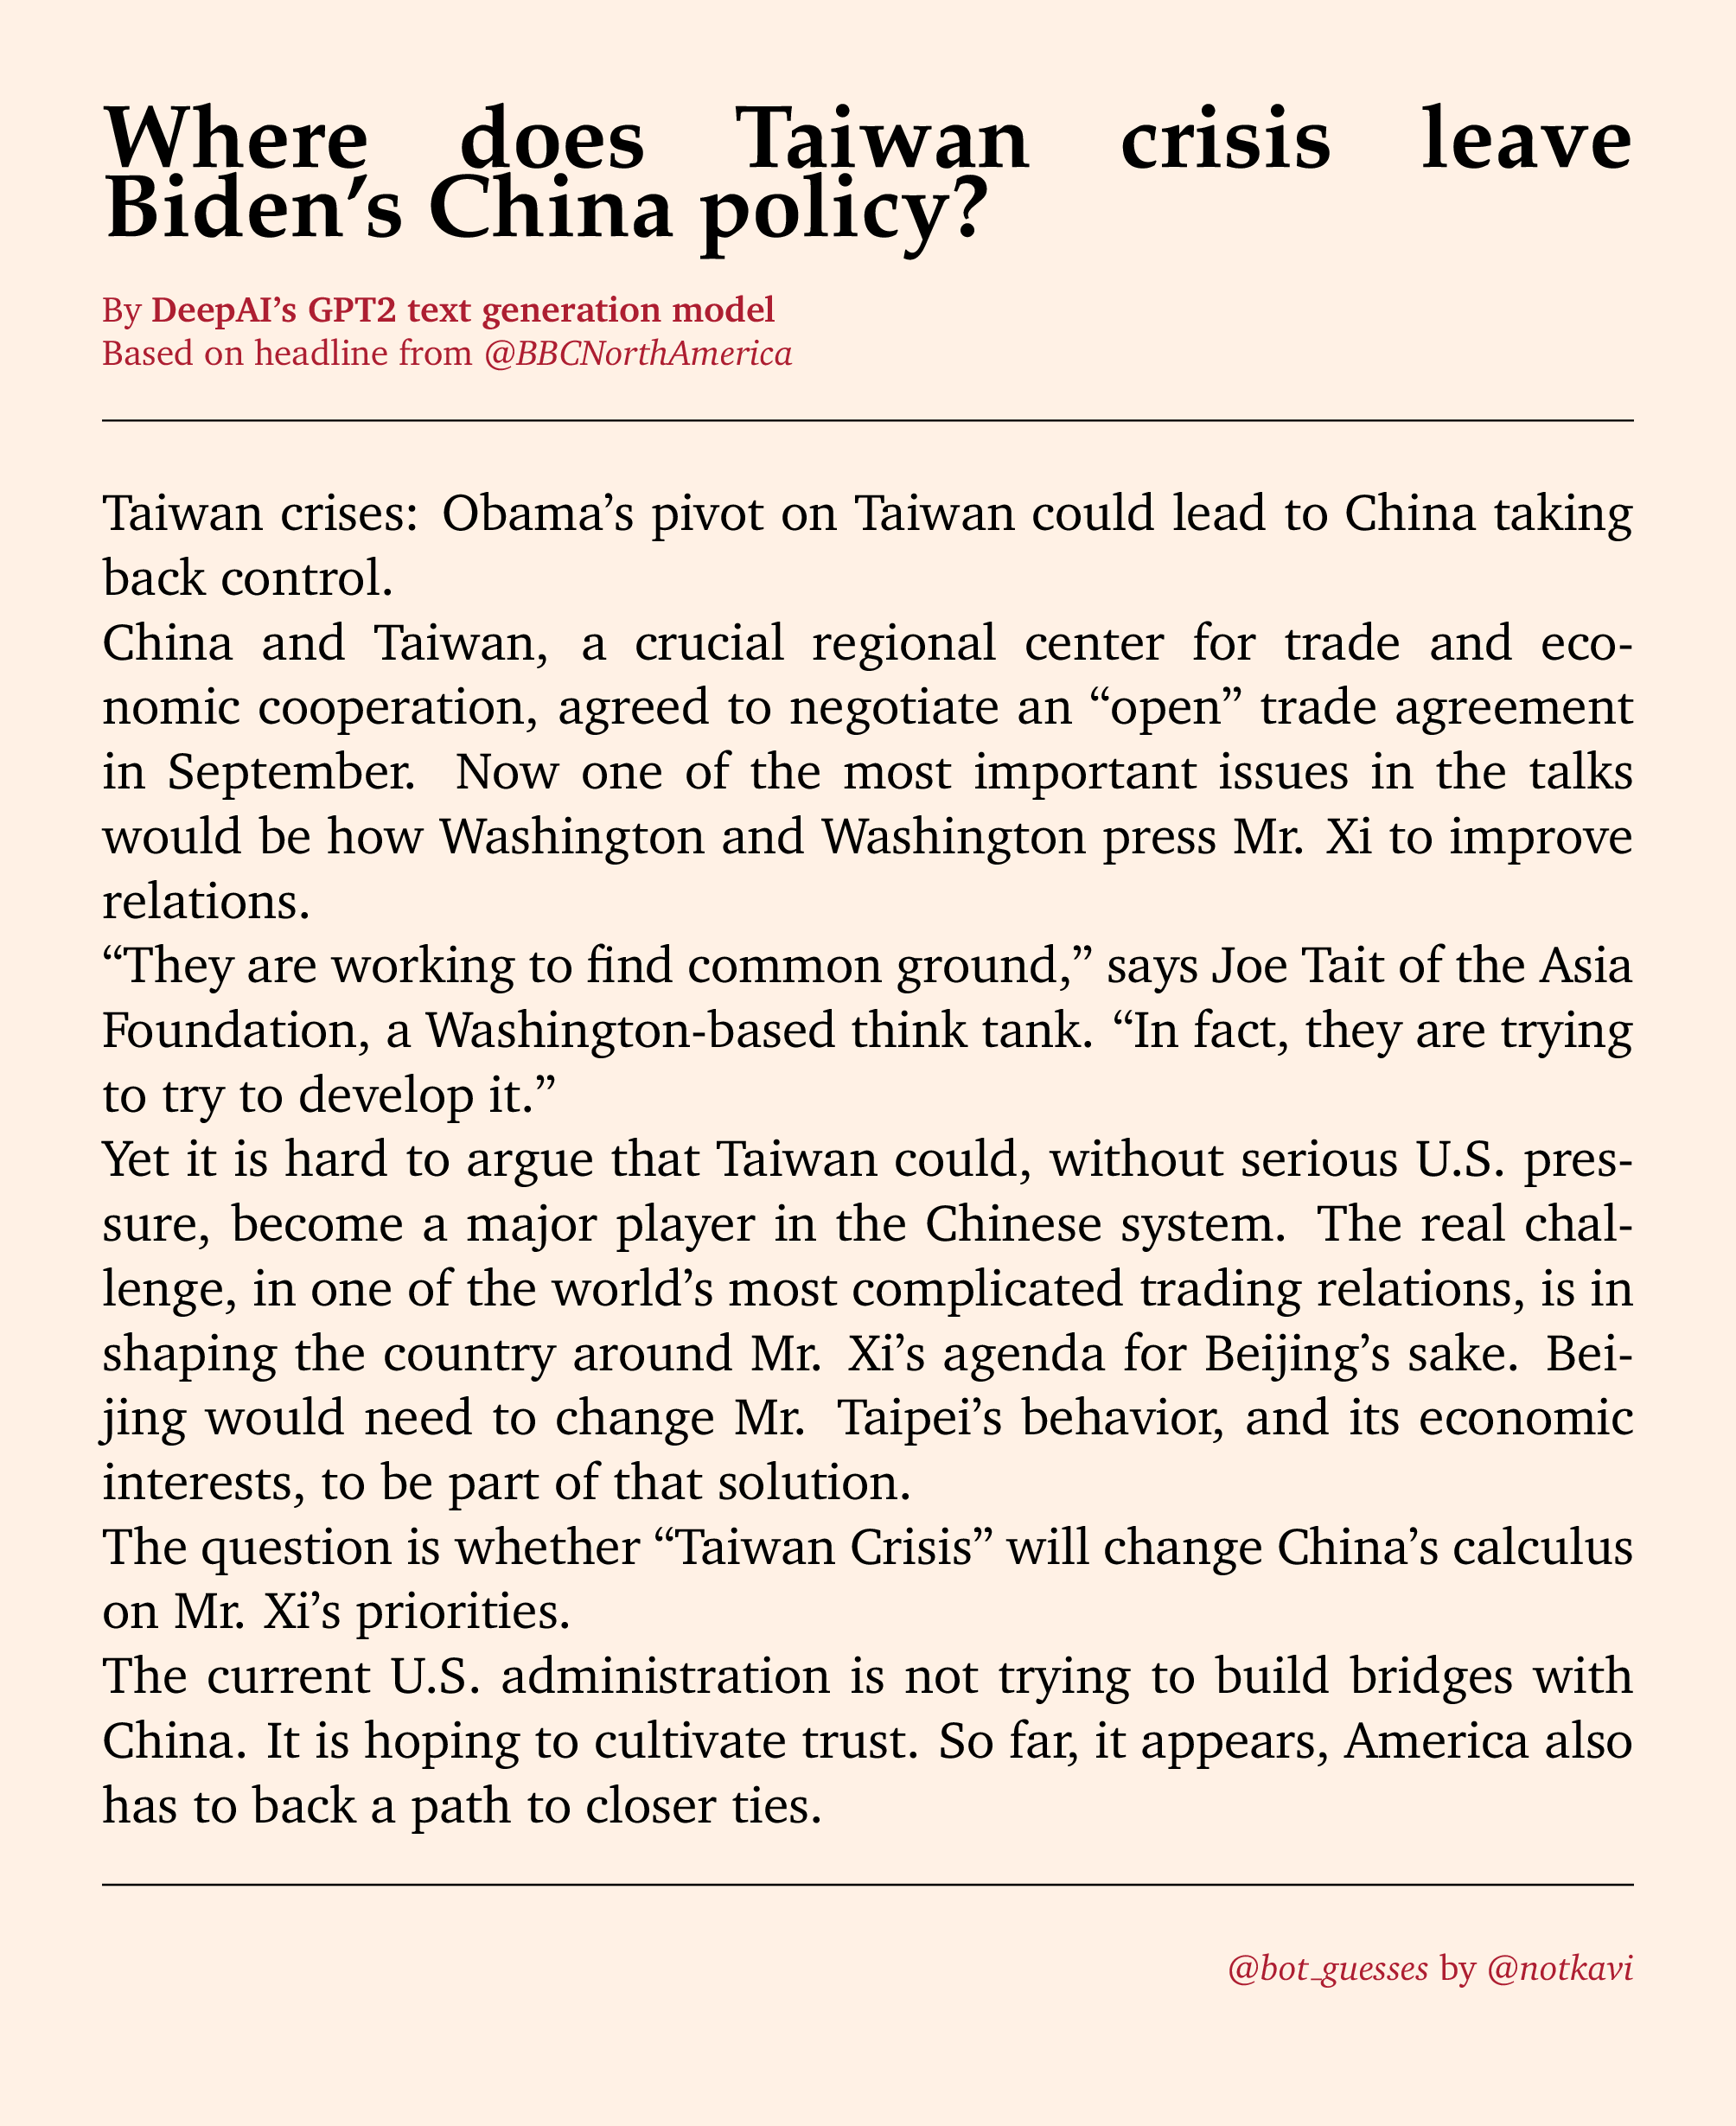 Where does Taiwan crisis leave
Biden’s China policy?
By DeepAI’s GPT2 text generation model
Based on headline from @BBCNorthAmerica
Taiwan crises: Obama’s pivot on Taiwan could lead to China taking
back control.
China and Taiwan, a crucial regional center for trade and eco-
nomic cooperation, agreed to negotiate an “open” trade agreement
in September. Now one of the most important issues in the talks
would be how Washington and Washington press Mr. Xi to improve
relations.
“They are working to find common ground,” says Joe Tait of the Asia
Foundation, a Washington-based think tank. “In fact, they are trying
to try to develop it.”
Yet it is hard to argue that Taiwan could, without serious U.S. pres-
sure, become a major player in the Chinese system. The real chal-
lenge, in one of the world’s most complicated trading relations, is in
shaping the country around Mr. Xi’s agenda for Beijing’s sake. Bei-
jing would need to change Mr. Taipei’s behavior, and its economic
interests, to be part of that solution.
The question is whether “Taiwan Crisis” will change China’s calculus
on Mr. Xi’s priorities.
The current U.S. administration is not trying to build bridges with
China. It is hoping to cultivate trust. So far, it appears, America also
has to back a path to closer ties.
@bot_guesses by @notkavi